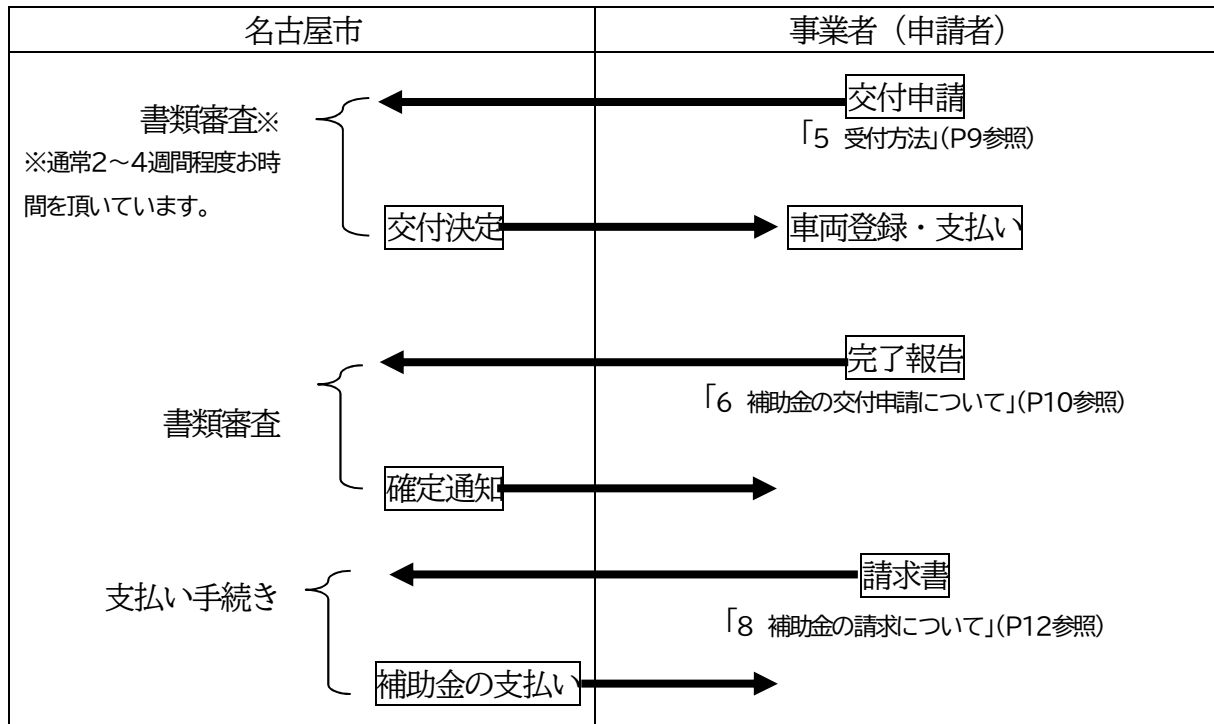 名古屋市
事業者（申請者）
交付申請
「5 受付方法」(P9参照)
書類審査※
※通常2～4週間程度お時
間を頂いています。
交付決定
車両登録・支払い
完了報告
「6 補助金の交付申請について」(P10参照)
書類審査
確定通知
請求書
「8 補助金の請求について」(P12参照)
支払い手続き
補助金の支払い